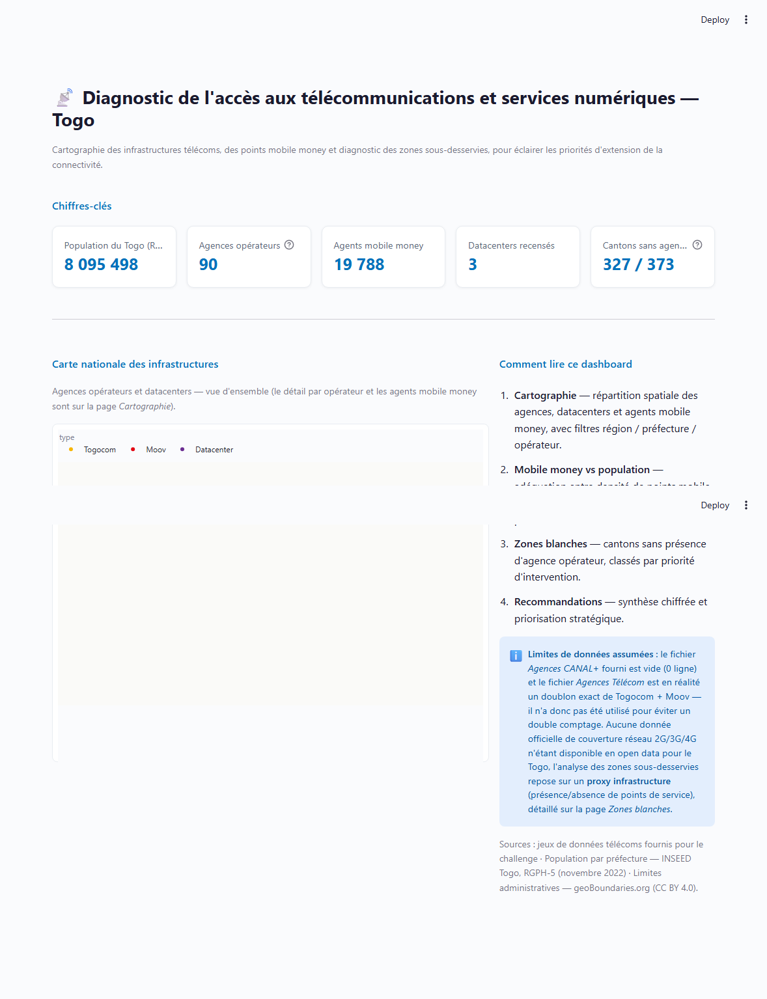 Deploy
Diagnostic de l'accès aux télécommunications et services numériques —
Togo
Cartographie des infrastructures télécoms, des points mobile money et diagnostic des zones sous-desservies, pour éclairer les priorités d'extension de la
connectivité.
Chiffres-clés
Population du Togo (R...
8 095 498
Agences opérateurs
90
Agents mobile money
19 788
Datacenters recensés
3
Cantons sans agen...
327 / 373
Carte nationale des infrastructures
Agences opérateurs et datacenters — vue d'ensemble (le détail par opérateur et les agents mobile money
sont sur la page Cartographie).
type
Togocom Moov Datacenter
Comment lire ce dashboard
1. Cartographie — répartition spatiale des
agences, datacenters et agents mobile
money, avec filtres région / préfecture /
opérateur.
2. Mobile money vs population —
Deploy
3. Zones blanches — cantons sans présence
d'agence opérateur, classés par priorité
d'intervention.
4. Recommandations — synthèse chiffrée et
priorisation stratégique.
Limites de données assumées : le fichier
Agences CANAL+ fourni est vide (0 ligne)
et le fichier Agences Télécom est en réalité
un doublon exact de Togocom + Moov —
il n'a donc pas été utilisé pour éviter un
double comptage. Aucune donnée
officielle de couverture réseau 2G/3G/4G
n'étant disponible en open data pour le
Togo, l'analyse des zones sous-desservies
repose sur un proxy infrastructure
(présence/absence de points de service),
détaillé sur la page Zones blanches.
Sources : jeux de données télécoms fournis pour le
challenge · Population par préfecture — INSEED
Togo, RGPH-5 (novembre 2022) · Limites
administratives — geoBoundaries.org (CC BY 4.0).